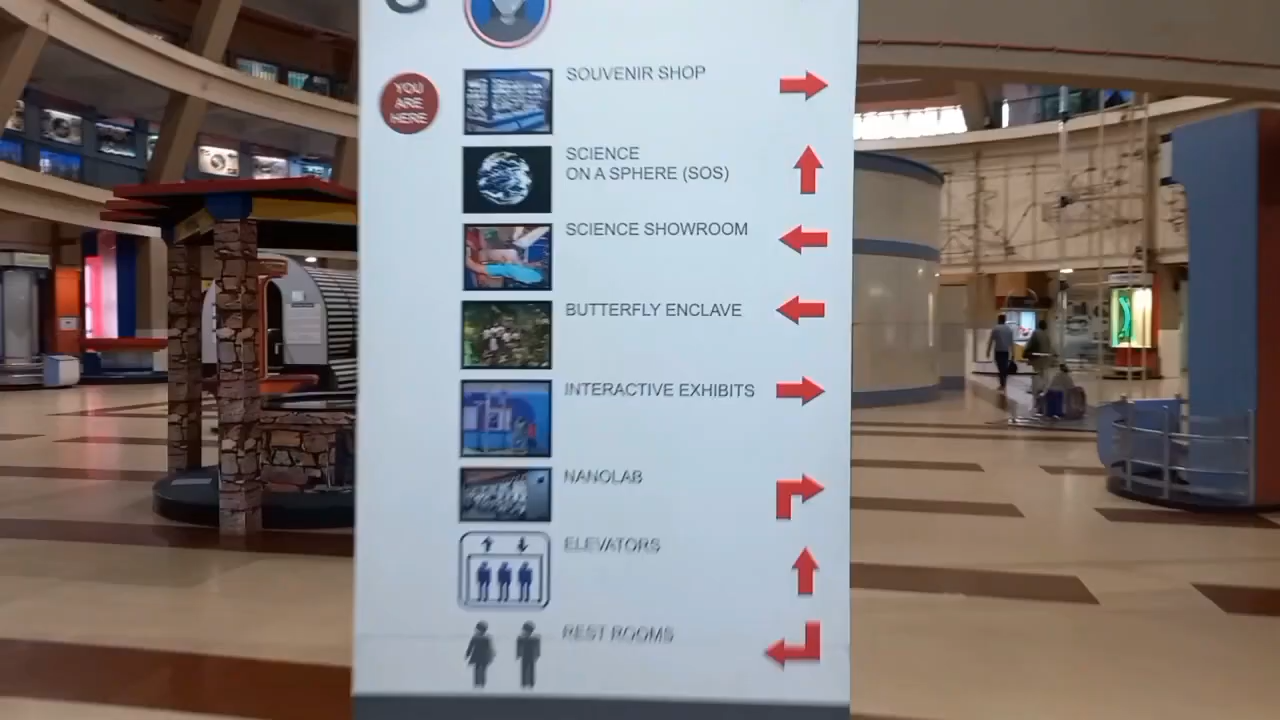 G
YOU
ARE
HERE
SOUVENIR SHOP
SCIENCE
ON A SPHERE (SOS)
SCIENCE SHOWROOM
BUTTERFLY ENCLAVE
INTERACTIVE EXHIBITS
NANOLAB
ELEVATORS
REST ROOMS